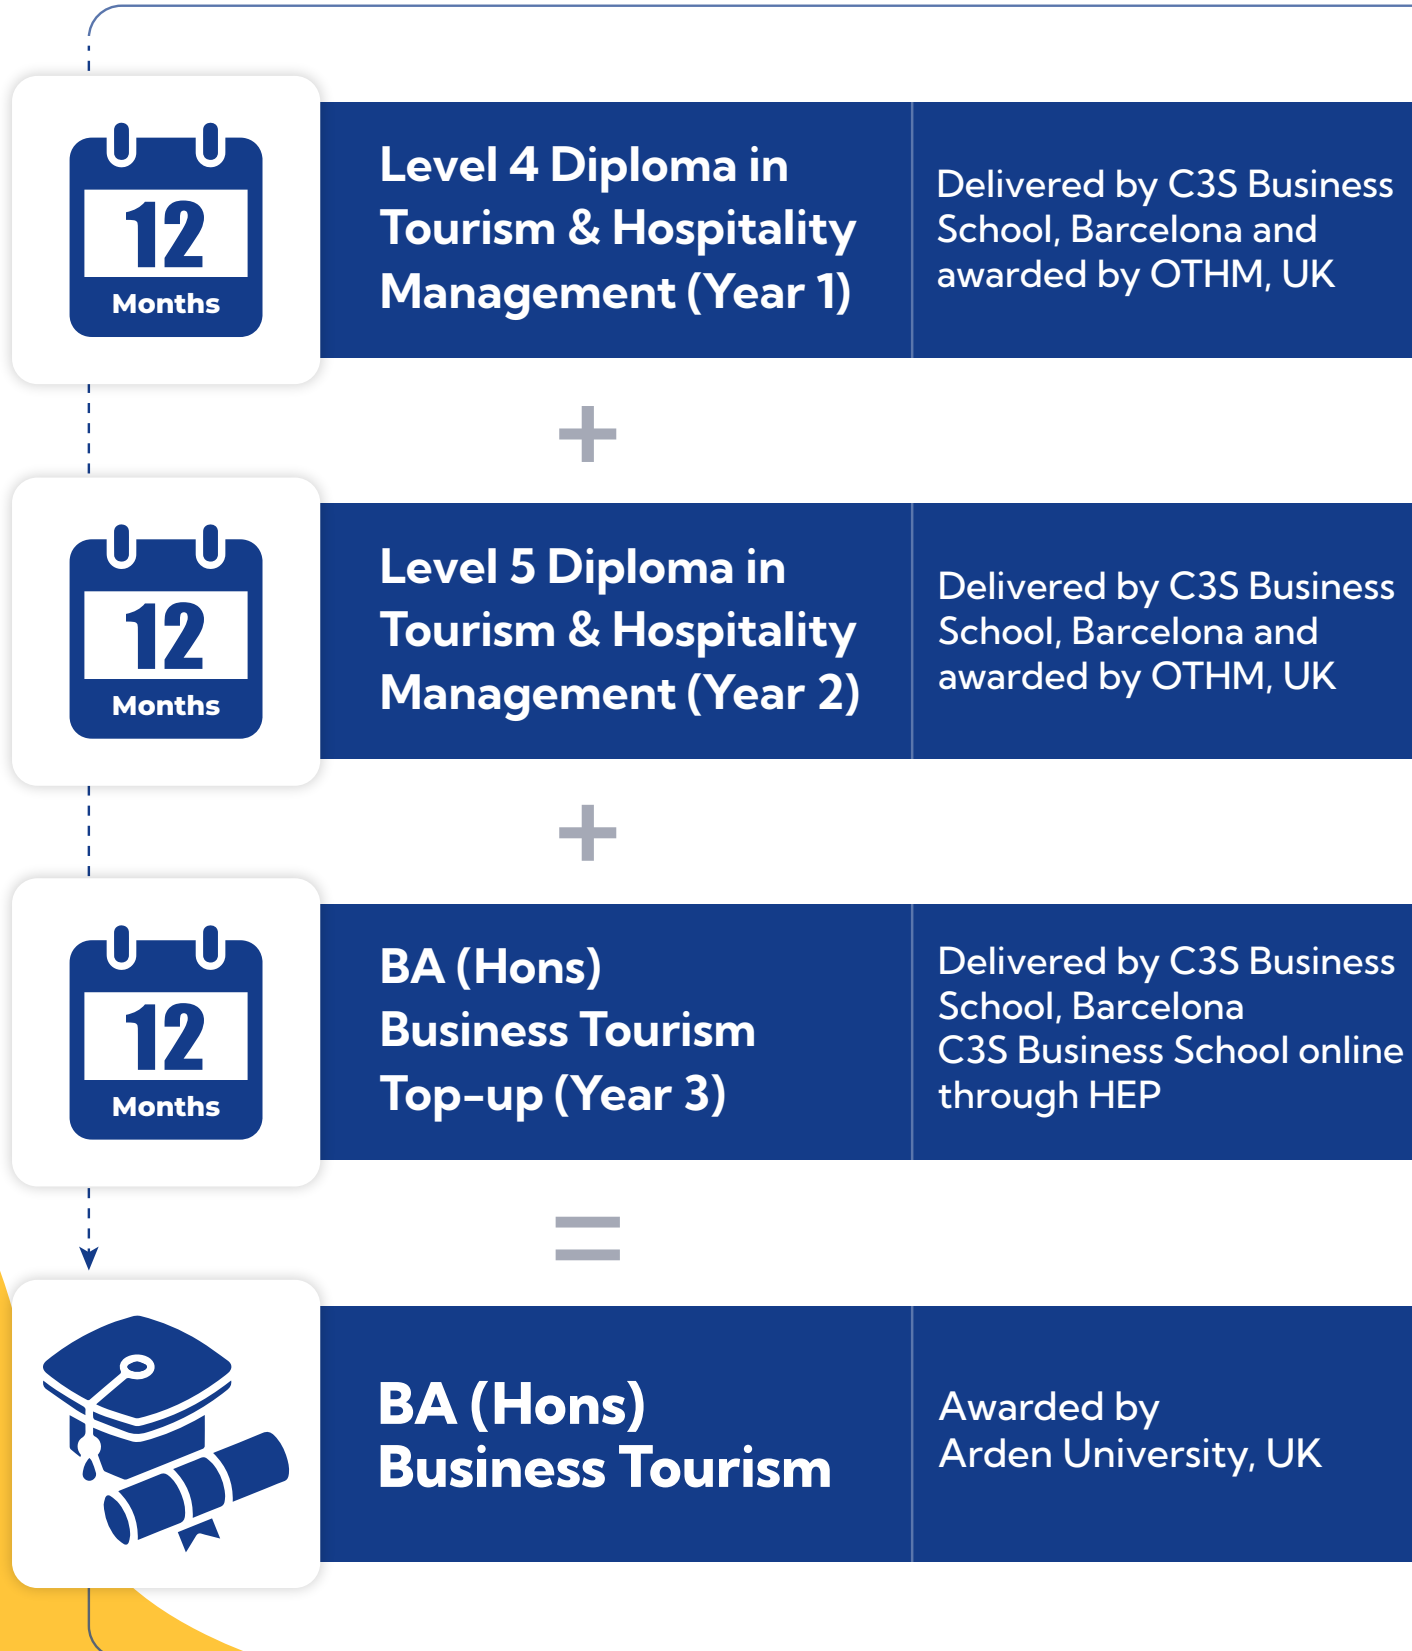 12
Months
Level 4 Diploma in
Tourism & Hospitality
Management (Year 1)
Delivered by C3S Business
School, Barcelona and
awarded by OTHM, UK
+
12
Months
Level 5 Diploma in
Tourism & Hospitality
Management (Year 2)
Delivered by C3S Business
School, Barcelona and
awarded by OTHM, UK
+
12
Months
BA (Hons)
Business Tourism
Top-up (Year 3)
Delivered by C3S Business
School, Barcelona
C3S Business School online
through HEP
=
BA (Hons)
Business Tourism
Awarded by
Arden University, UK